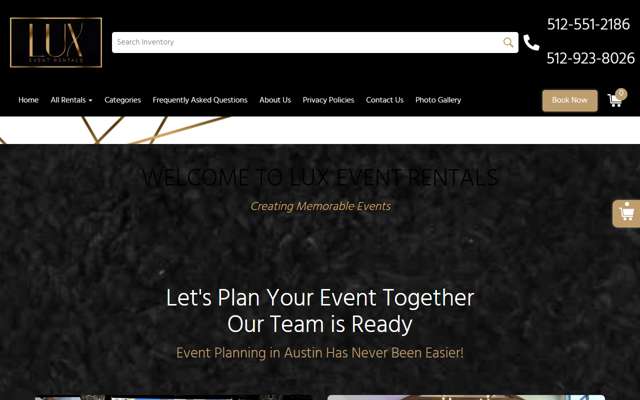 LUX
EVENT RENTALS
Search Inventory
512-551-2186
512-923-8026
Home
All Rentals
Categories
Frequently Asked Questions
About Us
Privacy Policies
Contact Us
Photo Gallery
Book Now
0
WELCOME TO LUX EVENT RENTALS
Creating Memorable Events
Let's Plan Your Event Together
Our Team is Ready
Event Planning in Austin Has Never Been Easier!